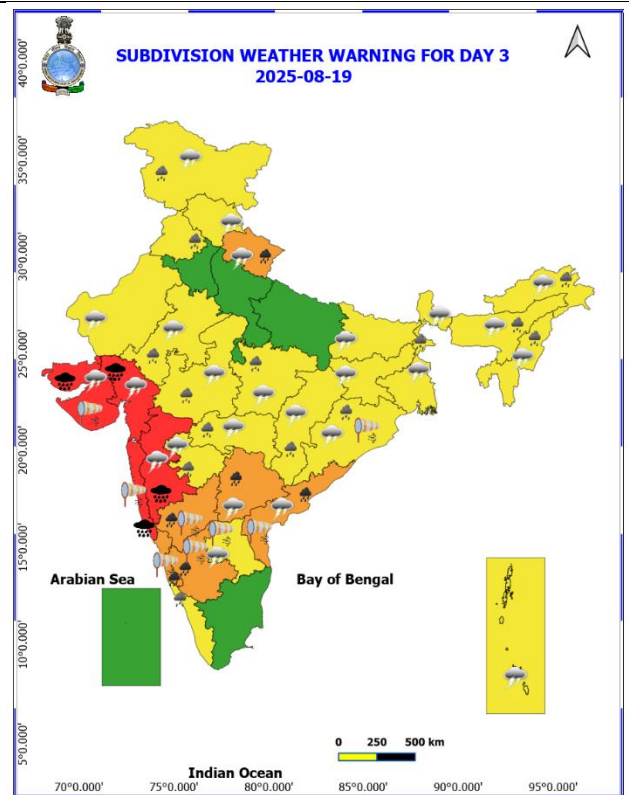 SUBDIVISION WEATHER WARNING FOR DAY 3
2025-08-19
40°0.000'
35°0.000'
30°0.000'
25°0.000'
20°0.000'
15°0.000'
10°0.000'
5°0.000'
Arabian Sea
Bay of Bengal
0 250 500 km
Indian Ocean
70°0.000' 75°0.000' 80°0.000' 85°0.000' 90°0.000' 95°0.000'